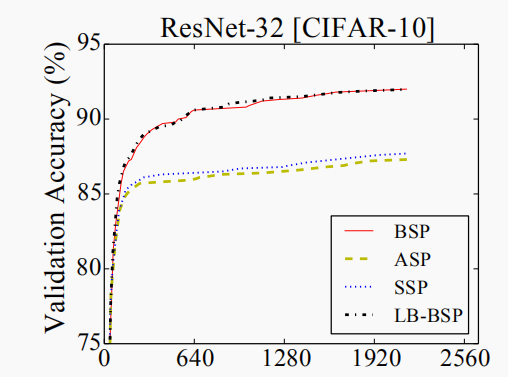 ResNet-32 [CIFAR-10]
Validation Accuracy (%)
95
90
85
80
75
0 640 1280 1920 2560
BSP
ASP
SSP
LB-BSP